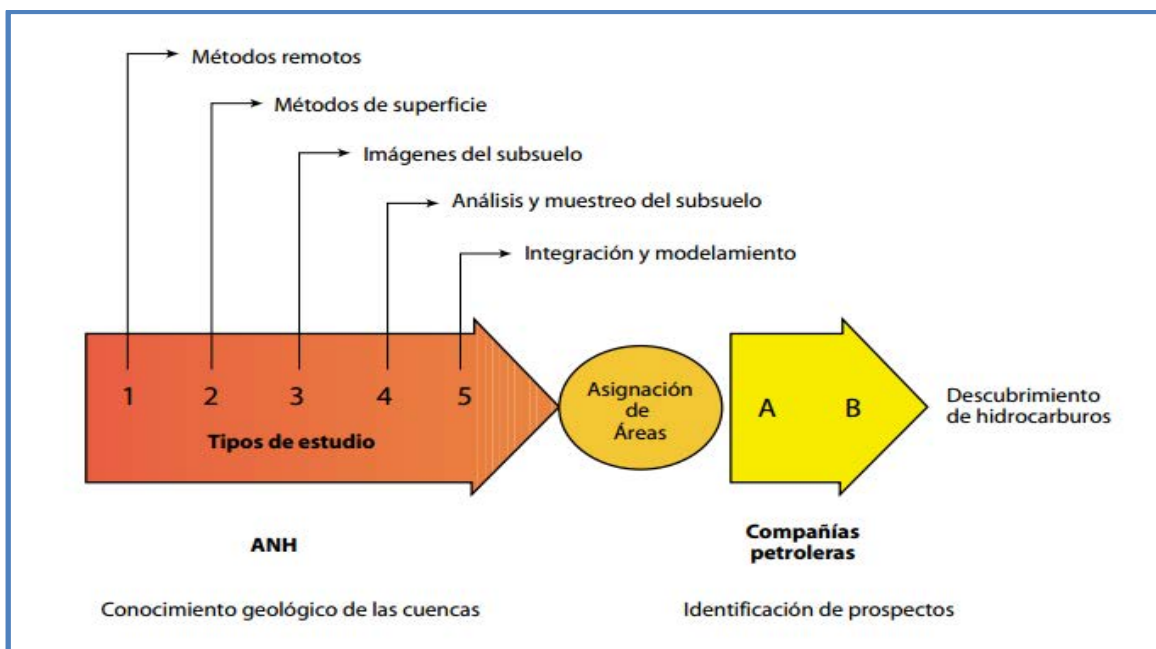 Métodos remotos
Métodos de superficie
Imágenes del subsuelo
Análisis y muestreo del subsuelo
Integración y modelamiento
1 2 3 4 5
Tipos de estudio
Asignación
de
Áreas
A B
Descubrimiento
de hidrocarburos
ANH
Compañías
petroleras
Conocimiento geológico de las cuencas
Identificación de prospectos